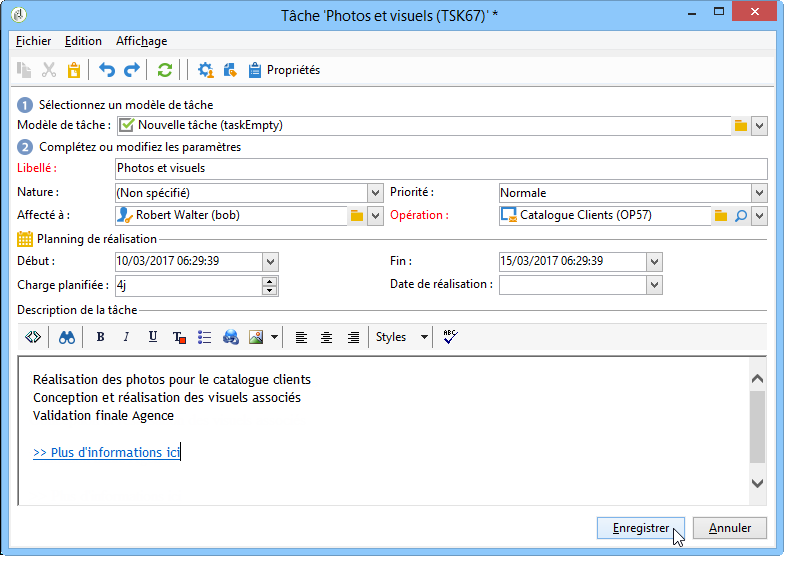 Tâche 'Photos et visuels (TSK67)' *
Fichier Edition Affichage
Propriétés
1 Sélectionnez un modèle de tâche
Modèle de tâche : Nouvelle tâche (taskEmpty)
2 Complétez ou modifiez les paramètres
Libellé : Photos et visuels
Nature : (Non spécifié) Priorité : Normale
Affecté à : Robert Walter (bob) Opération : Catalogue Clients (OP57)
Planning de réalisation
Début : 10/03/2017 06:29:39 Fin : 15/03/2017 06:29:39
Charge planifiée : 4j Date de réalisation :
Description de la tâche
B I U T Styles ABC
Réalisation des photos pour le catalogue clients
Conception et réalisation des visuels associés
Validation finale Agence
>> Plus d'informations ici
Enregistrer Annuler